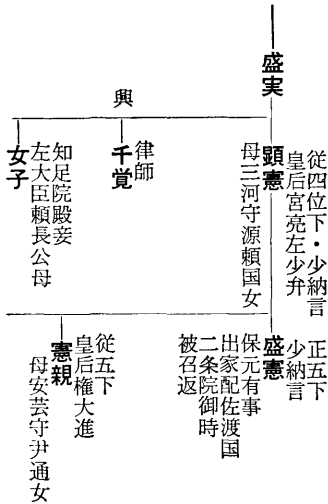 盛実
従四位下・少納言
皇后宮亮左少弁
顕憲
母三河守源頼国女
興
律師
千覚
女子
知足院殿妾
左大臣頼長公母
正五下
少納言
盛憲
保元有事
出家配佐渡国
二条院御時
被召返
従五下
皇后権大進
憲親
母安芸守尹通女